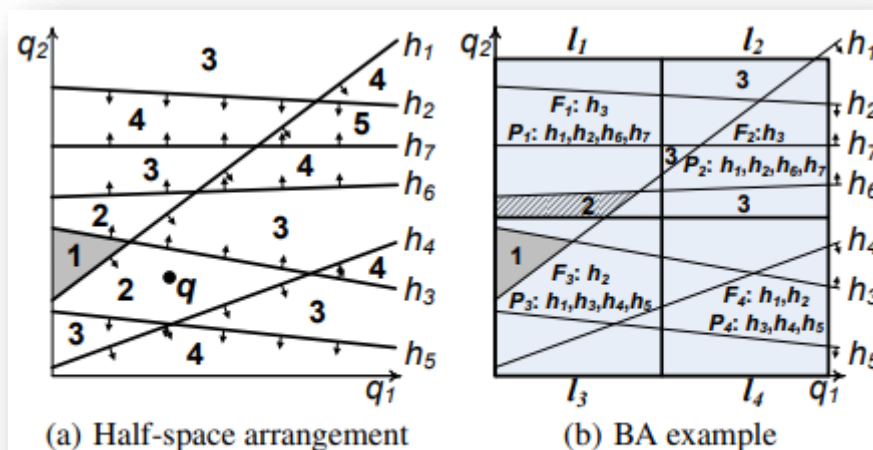 q2
3
4
h1
4
5
h2
h7
3
4
h6
2
3
h4
1
2
q
4
h3
3
3
4
h5
q1
(a) Half-space arrangement
q2
l1
l2
h1
3
h2
F1: h3
P1: h1,h2,h6,h7
F2:h3
h7
3
P2: h1,h2,h6,h7
h6
2
3
h4
1
F3: h2
P3: h1,h3,h4,h5
F4: h1,h2
P4: h3,h4,h5
h3
h5
l3
l4
q1
(b) BA example